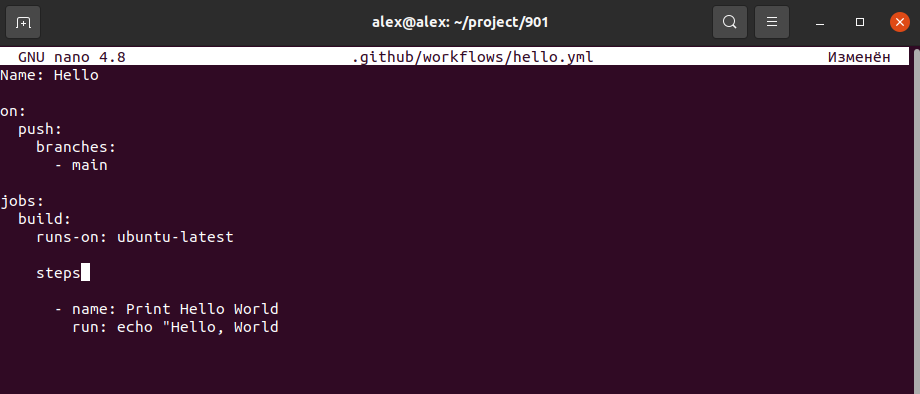 alex@alex: ~/project/901
GNU nano 4.8 .github/workflows/hello.yml Изменён
Name: Hello
on:
push:
branches:
- main
jobs:
build:
runs-on: ubuntu-latest
steps
- name: Print Hello World
run: echo "Hello, World